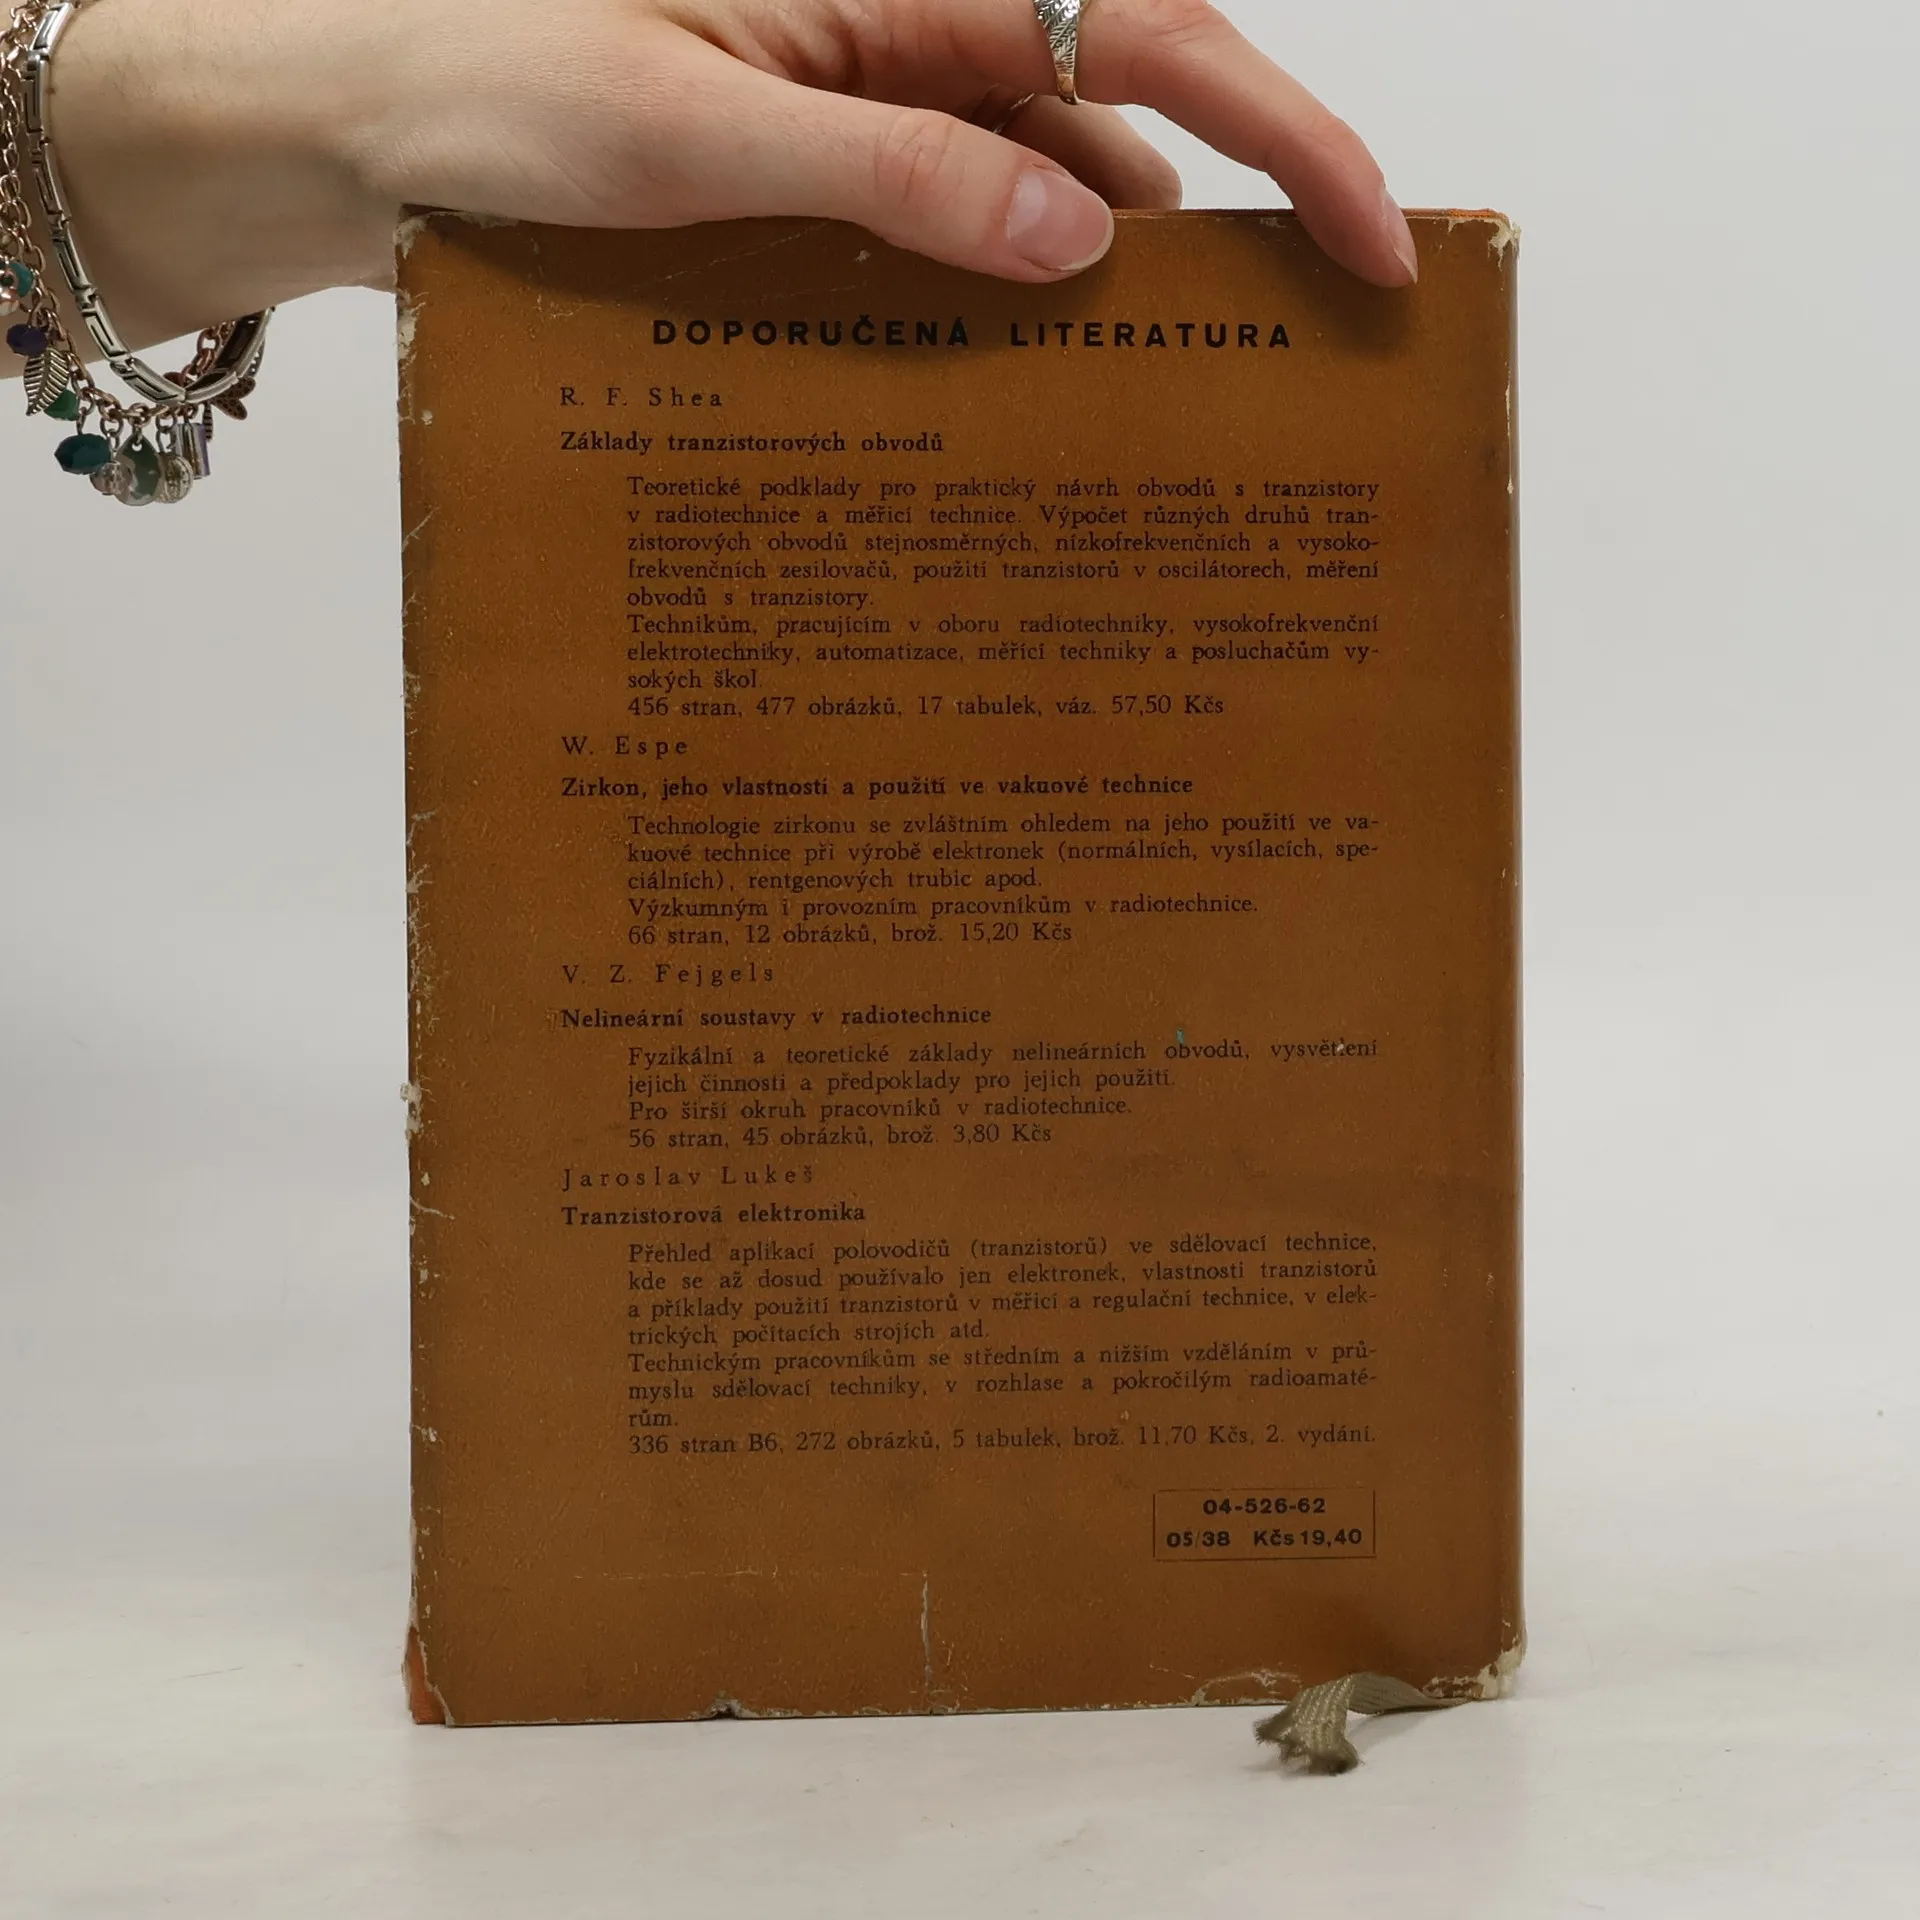 DOPORUČENÁ LITERATURA
R. F. Shea
Základy tranzistorových obvodů
Teoretické podklady pro praktický návrh obvodů s tranzistory
v radiotechnice a měřicí technice. Výpočet různých druhů tran-
zistorových obvodů stejnosměrných, nízkofrekvenčních a vysoko-
frekvenčních zesilovačů, použití tranzistorů v oscilátorech, měření
obvodů s tranzistory.
Technikům, pracujícím v oboru radiotechniky, vysokofrekvenční
elektrotechniky, automatizace, měřící techniky a posluchačům vy-
sokých škol.
456 stran, 477 obrázků, 17 tabulek, váz. 57,50 Kčs
W. Espe
Zirkon, jeho vlastnosti a použití ve vakuové technice
Technologie zirkonu se zvláštním ohledem na jeho použití ve va-
kuové technice při výrobě elektronek (normálních, vysílacích, spe-
ciálních), rentgenových trubic apod.
Výzkumným i provozním pracovníkům v radiotechnice.
66 stran, 12 obrázků, brož. 15,20 Kčs
V. Z. Fejgels
Nelineární soustavy v radiotechnice
Fyzikální a teoretické základy nelineárních obvodů, vysvětlení
jejich činnosti a předpoklady pro jejich použití.
Pro širší okruh pracovníků v radiotechnice.
56 stran, 45 obrázků, brož. 3,80 Kčs
Jaroslav Lukeš
Tranzistorová elektronika
Přehled aplikací polovodičů (tranzistorů) ve sdělovací technice,
kde se až dosud používalo jen elektronek, vlastnosti tranzistorů
a příklady použití tranzistorů v měřicí a regulační technice, v elek-
trických počítacích strojích atd.
Technickým pracovníkům se středním a nižším vzděláním v prů-
myslu sdělovací techniky, v rozhlase a pokročilým radioamaté-
rům.
336 stran B6, 272 obrázků, 5 tabulek, brož. 11,70 Kčs, 2. vydání.
04-526-62
05/38 Kčs 19,40